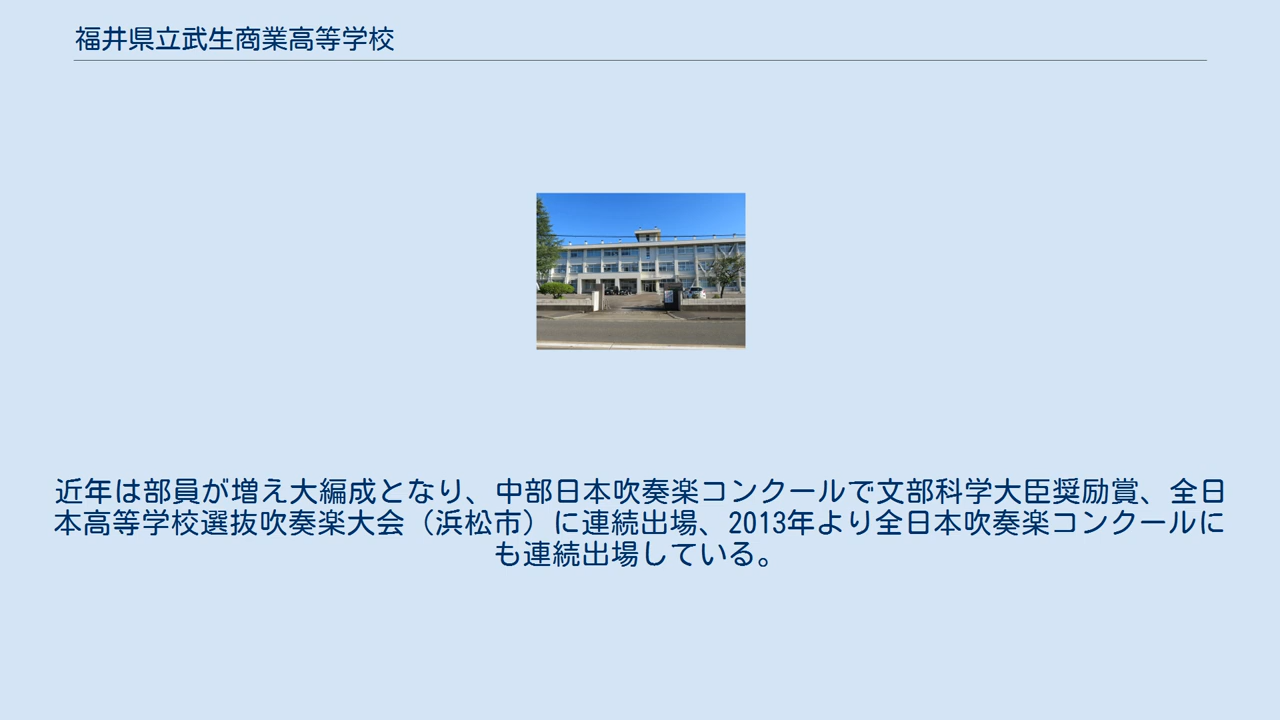 福井県立武生商業高等学校
近年は部員が増え大編成となり、中部日本吹奏楽コンクールで文部科学大臣奨励賞、全日
本高等学校選抜吹奏楽大会（浜松市）に連続出場、2013年より全日本吹奏楽コンクールに
も連続出場している。